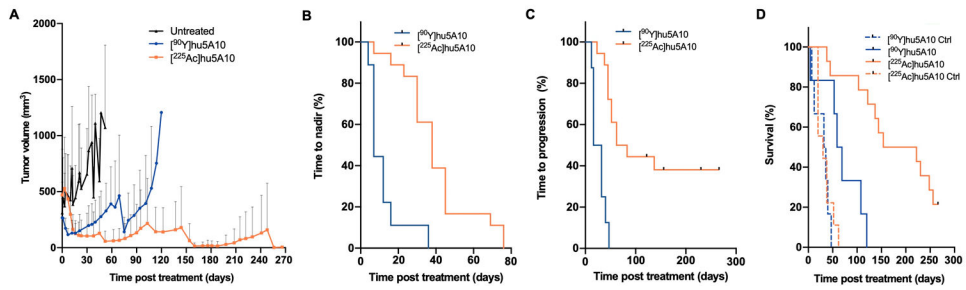 A
2000
1500
1000
500
0
Tumor volume (mm³)
Untreated
[⁹⁰Y]hu5A10
[²²⁵Ac]hu5A10
0 30 60 90 120 150 180 210 240 270
Time post treatment (days)
B
[⁹⁰Y]hu5A10
[²²⁵Ac]hu5A10
100
80
60
40
20
0
Time to nadir (%)
0 20 40 60 80
Time post treatment (days)
C
[⁹⁰Y]hu5A10
[²²⁵Ac]hu5A10
100
80
60
40
20
0
Time to progression (%)
0 100 200 300
Time post treatment (days)
D
[⁹⁰Y]hu5A10 Ctrl
[⁹⁰Y]hu5A10
[²²⁵Ac]hu5A10
[²²⁵Ac]hu5A10 Ctrl
100
80
60
40
20
0
Survival (%)
0 50 100 150 200 250 300
Time post treatment (days)